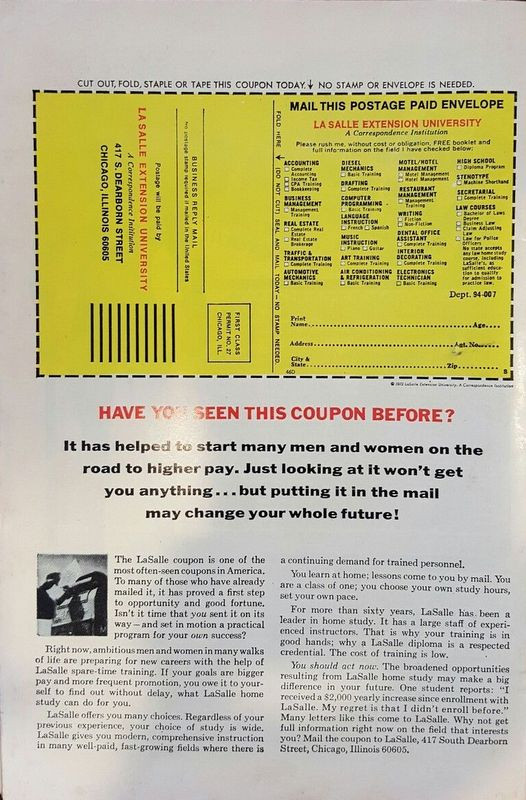 CUT OUT, FOLD, STAPLE OR TAPE THIS COUPON TODAY. NO STAMP OR ENVELOPE IS NEEDED.
BUSINESS REPLY MAIL
No postage stamp required if mailed in the United States
Postage will be paid by
LA SALLE EXTENSION UNIVERSITY
A Correspondence Institution
417 S. DEARBORN STREET
CHICAGO, ILLINOIS 60605
FIRST CLASS
PERMIT NO. 27
CHICAGO, ILL.
FOLD HERE (DO NOT CUT) SEAL AND MAIL TODAY — NO STAMP NEEDED
MAIL THIS POSTAGE PAID ENVELOPE
LA SALLE EXTENSION UNIVERSITY
A Correspondence Institution
Please rush me, without cost or obligation, FREE booklet and
full information on the field I have checked below:
ACCOUNTING
Complete
Accounting
Income Tax
CPA Training
Bookkeeping
BUSINESS
MANAGEMENT
Management
Training
REAL ESTATE
Complete Real
Estate
Real Estate
Brokerage
TRAFFIC &
TRANSPORTATION
Complete Training
AUTOMOTIVE
MECHANICS
Basic Training
DIESEL
MECHANICS
Basic Training
DRAFTING
Complete Training
COMPUTER
PROGRAMMING
Basic Training
LANGUAGE
INSTRUCTION
French Spanish
MUSIC
INSTRUCTION
Piano Guitar
ART TRAINING
Complete Training
AIR CONDITIONING
& REFRIGERATION
Basic Training
MOTEL/HOTEL
MANAGEMENT
Motel Management
Hotel Management
RESTAURANT
MANAGEMENT
Management
Training
WRITING
Fiction
Non-Fiction
DENTAL OFFICE
ASSISTANT
Complete Training
INTERIOR
DECORATING
Complete Training
ELECTRONICS
TECHNICIAN
Basic Training
HIGH SCHOOL
Diploma Program
STENOTYPE
Machine Shorthand
SECRETARIAL
Complete Training
LAW COURSES
Bachelor of Laws
Degree
Business Law
Claim Adjusting
Law
Law for Police
Officers
No state accepts
any law home study
course, including
LaSalle's, as
sufficient educa-
tion to qualify
for admission to
practice law.
Dept. 94-007
Print
Name Age
Address Apt. No.
City &
State Zip
46D B
© 1972 LaSalle Extension University, A Correspondence Institution
HAVE YOU SEEN THIS COUPON BEFORE?
It has helped to start many men and women on the
road to higher pay. Just looking at it won't get
you anything...but putting it in the mail
may change your whole future!
The LaSalle coupon is one of the
most often-seen coupons in America.
To many of those who have already
mailed it, it has proved a first step
to opportunity and good fortune.
Isn't it time that you sent it on its
way — and set in motion a practical
program for your own success?
Right now, ambitious men and women in many walks
of life are preparing for new careers with the help of
LaSalle spare-time training. If your goals are bigger
pay and more frequent promotion, you owe it to your-
self to find out without delay, what LaSalle home
study can do for you.
LaSalle offers you many choices. Regardless of your
previous experience, your choice of study is wide.
LaSalle gives you modern, comprehensive instruction
in many well-paid, fast-growing fields where there is
a continuing demand for trained personnel.
You learn at home; lessons come to you by mail. You
are a class of one; you choose your own study hours,
set your own pace.
For more than sixty years, LaSalle has been a
leader in home study. It has a large staff of experi-
enced instructors. That is why your training is in
good hands; why a LaSalle diploma is a respected
credential. The cost of training is low.
You should act now. The broadened opportunities
resulting from LaSalle home study may make a big
difference in your future. One student reports: "I
received a $2,000 yearly increase since enrollment with
LaSalle. My regret is that I didn't enroll before."
Many letters like this come to LaSalle. Why not get
full information right now on the field that interests
you? Mail the coupon to LaSalle, 417 South Dearborn
Street, Chicago, Illinois 60605.